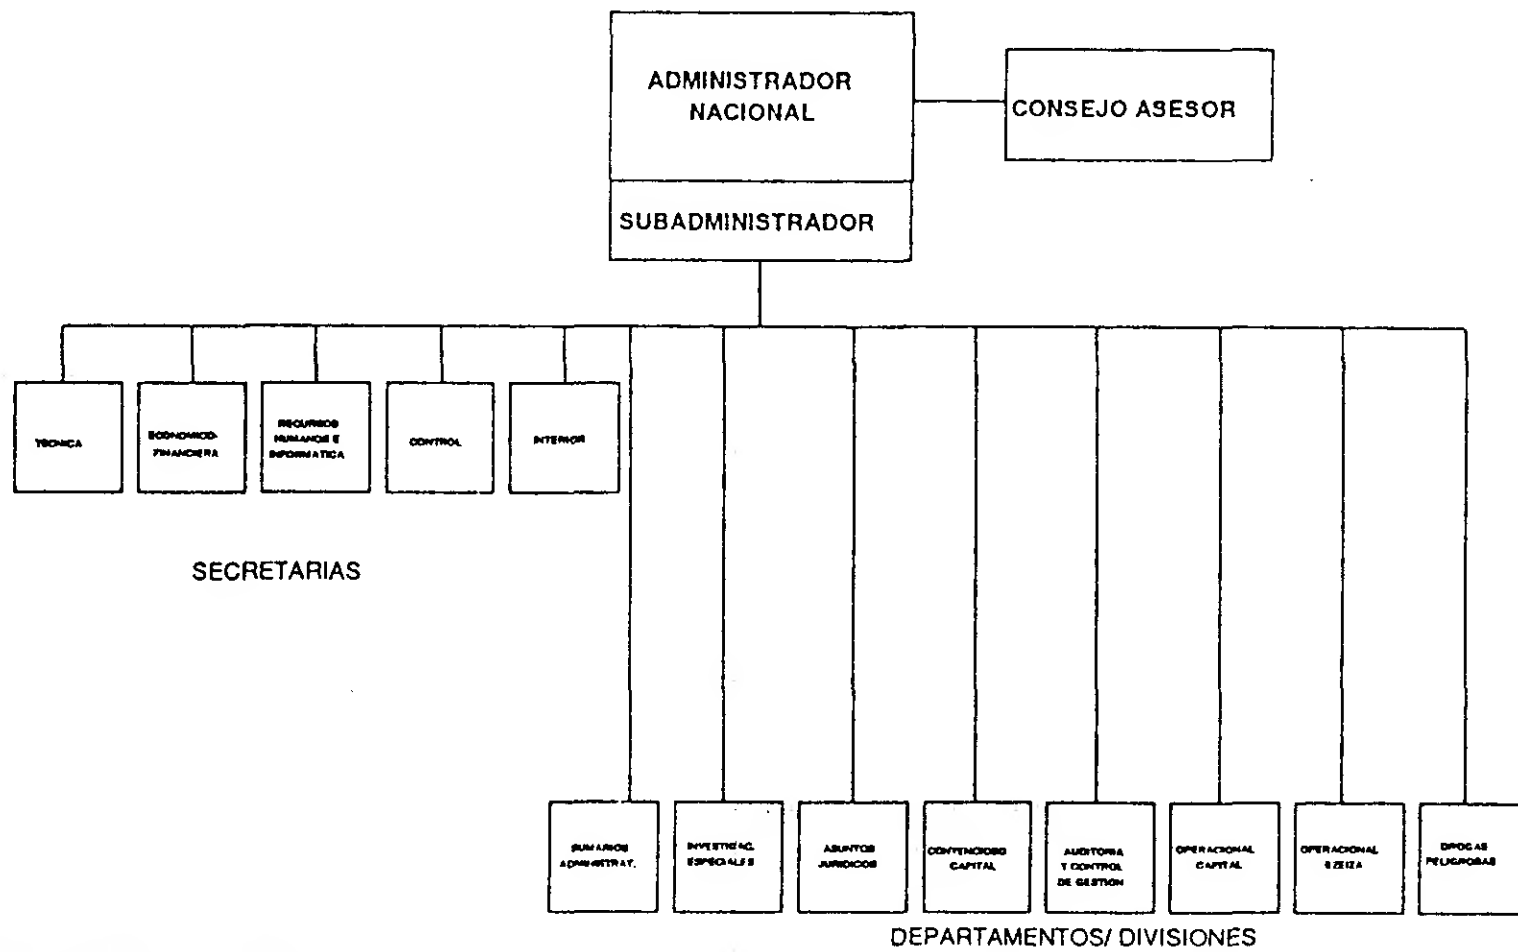 ADMINISTRADOR
NACIONAL
CONSEJO ASESOR
SUBADMINISTRADOR
TECNICA
ECONOMICO-
FINANCIERA
RECURSOS
HUMANOS E
INFORMATICA
CONTROL
INTERIOR
SECRETARIAS
SUMARIOS
ADMINISTRAT.
INVESTIGAC.
ESPECIALES
ASUNTOS
JURIDICOS
CONTENCIOSO
CAPITAL
AUDITORIA
Y CONTROL
DE GESTION
OPERACIONAL
CAPITAL
OPERACIONAL
EZEIZA
DROGAS
PELIGROSAS
DEPARTAMENTOS/ DIVISIONES